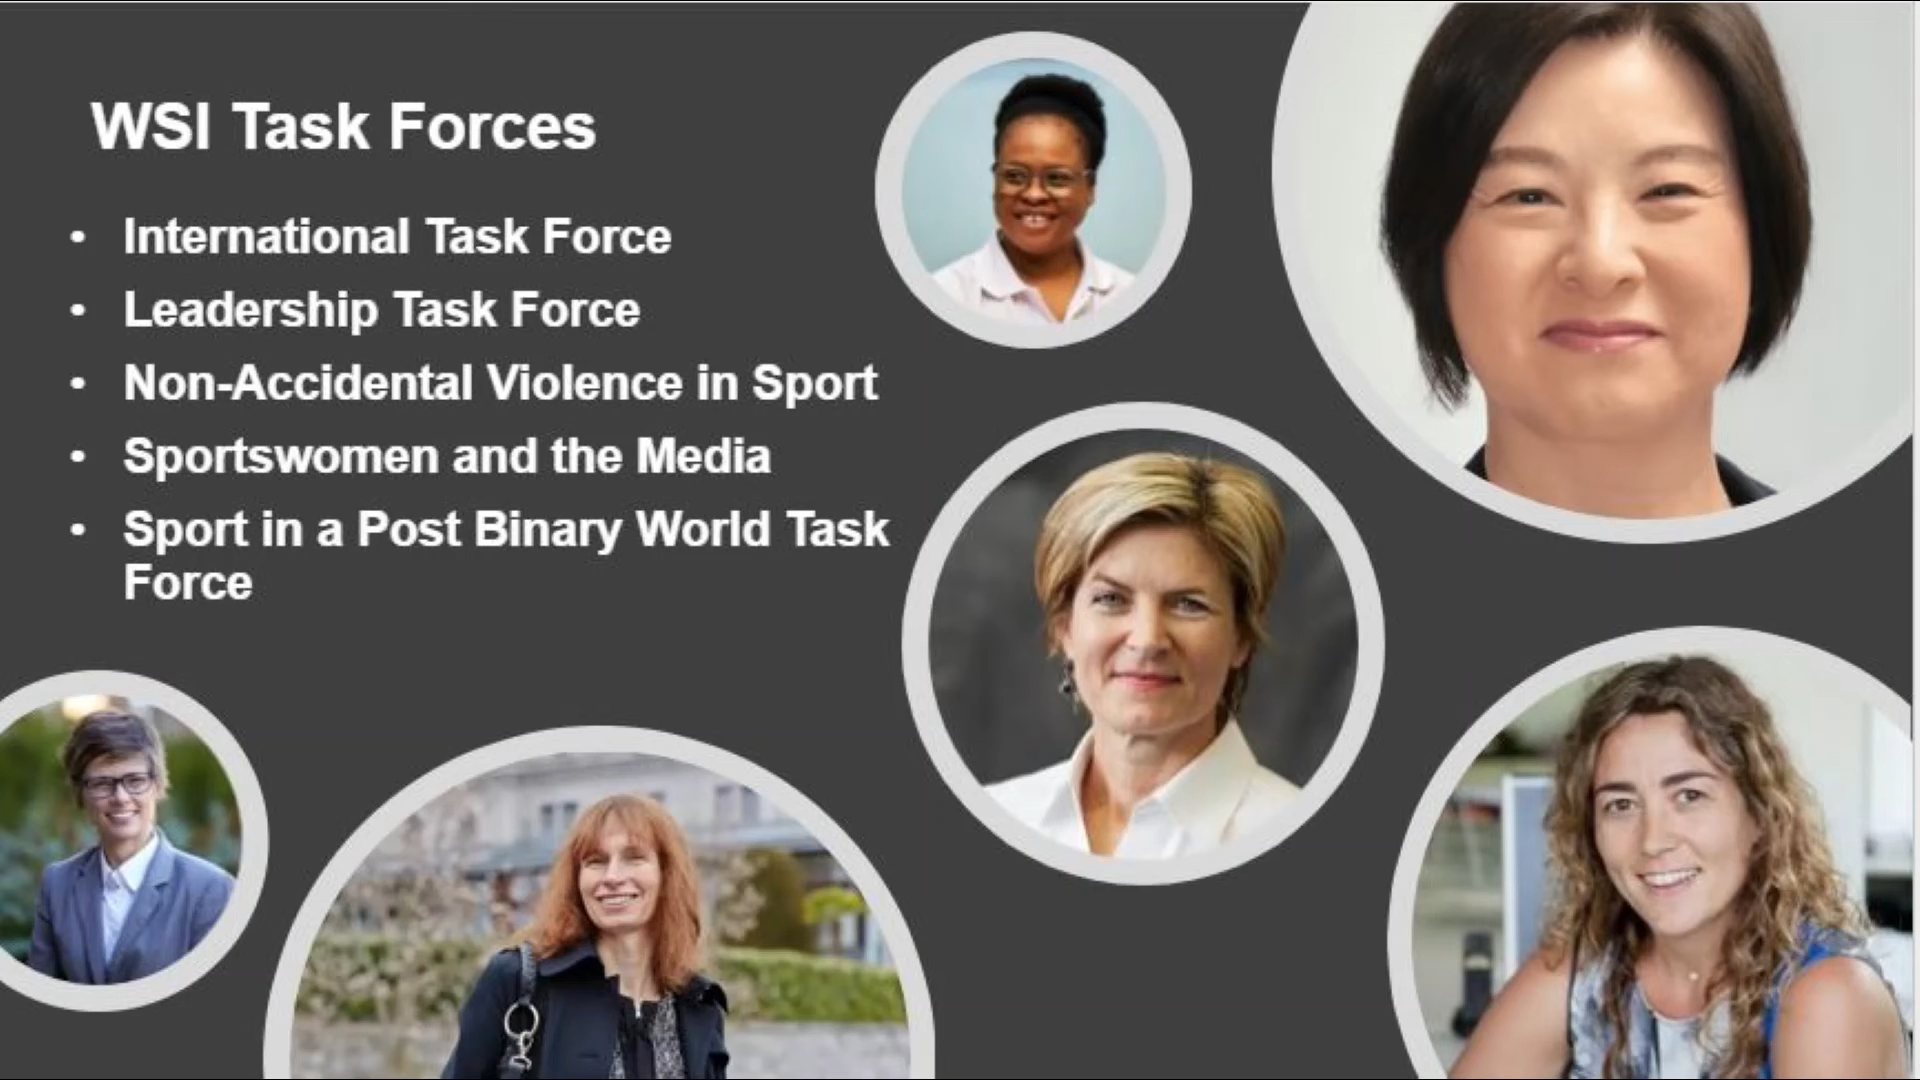 WSI Task Forces
• International Task Force
• Leadership Task Force
• Non-Accidental Violence in Sport
• Sportswomen and the Media
• Sport in a Post Binary World Task
Force